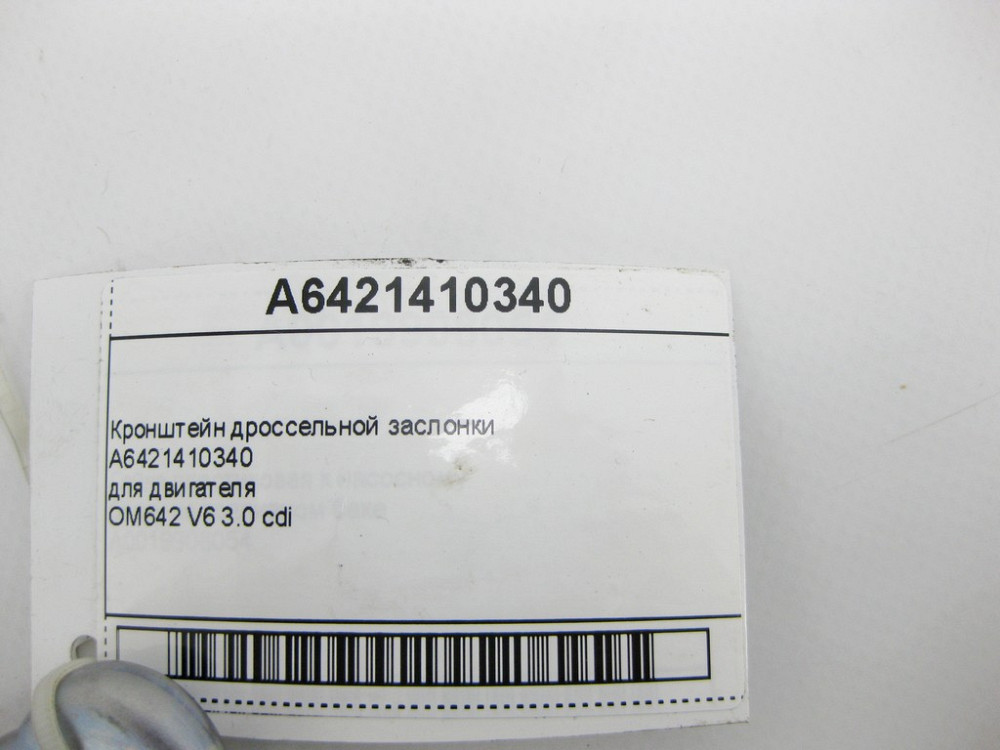 A6421410340
Кронштейн дроссельной заслонки
A6421410340
для двигателя
OM642 V6 3.0 cdi